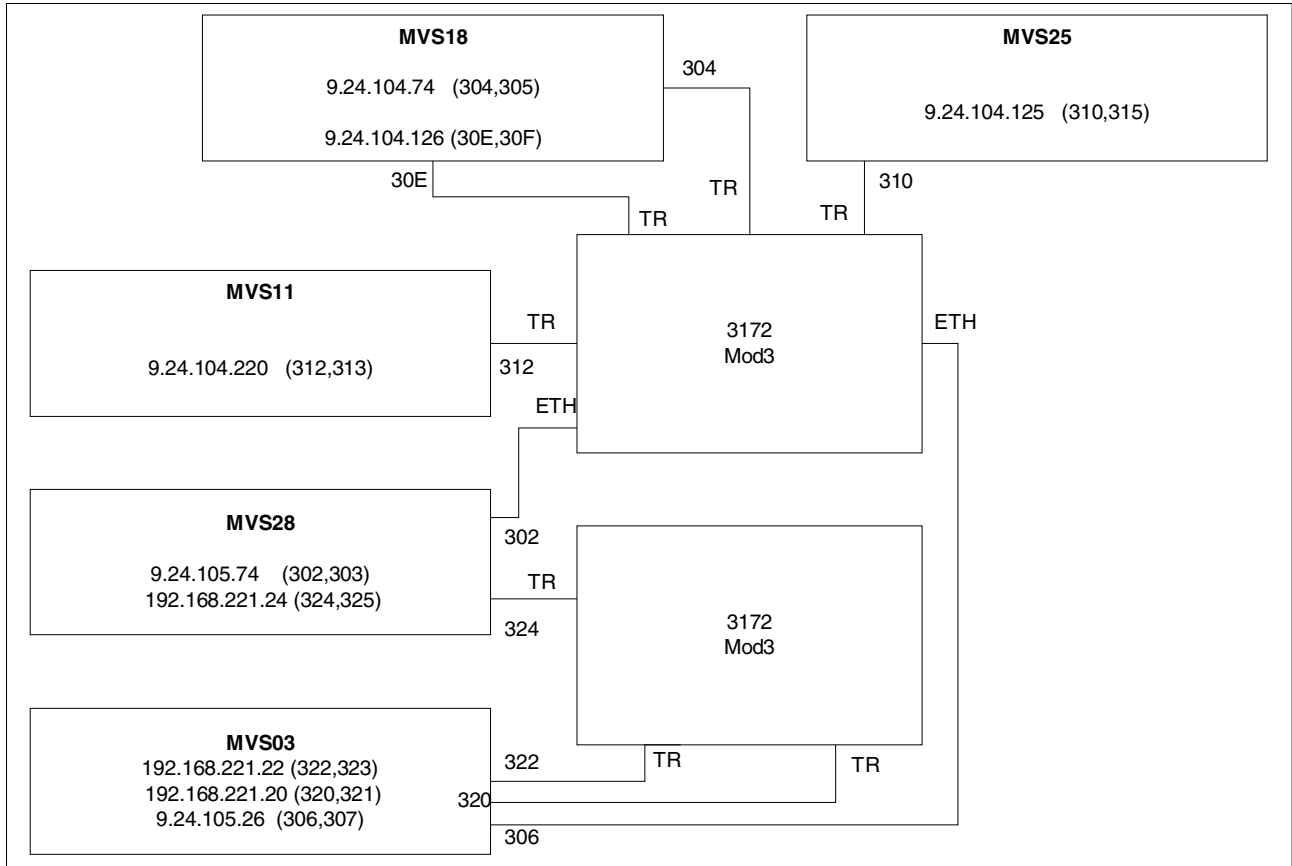 MVS18
9.24.104.74 (304,305)
9.24.104.126 (30E,30F)
304
MVS25
9.24.104.125 (310,315)
30E
TR
TR
TR
310
MVS11
9.24.104.220 (312,313)
TR
312
ETH
3172
Mod3
ETH
MVS28
9.24.105.74 (302,303)
192.168.221.24 (324,325)
302
TR
324
3172
Mod3
MVS03
192.168.221.22 (322,323)
192.168.221.20 (320,321)
9.24.105.26 (306,307)
322
TR
TR
320
306